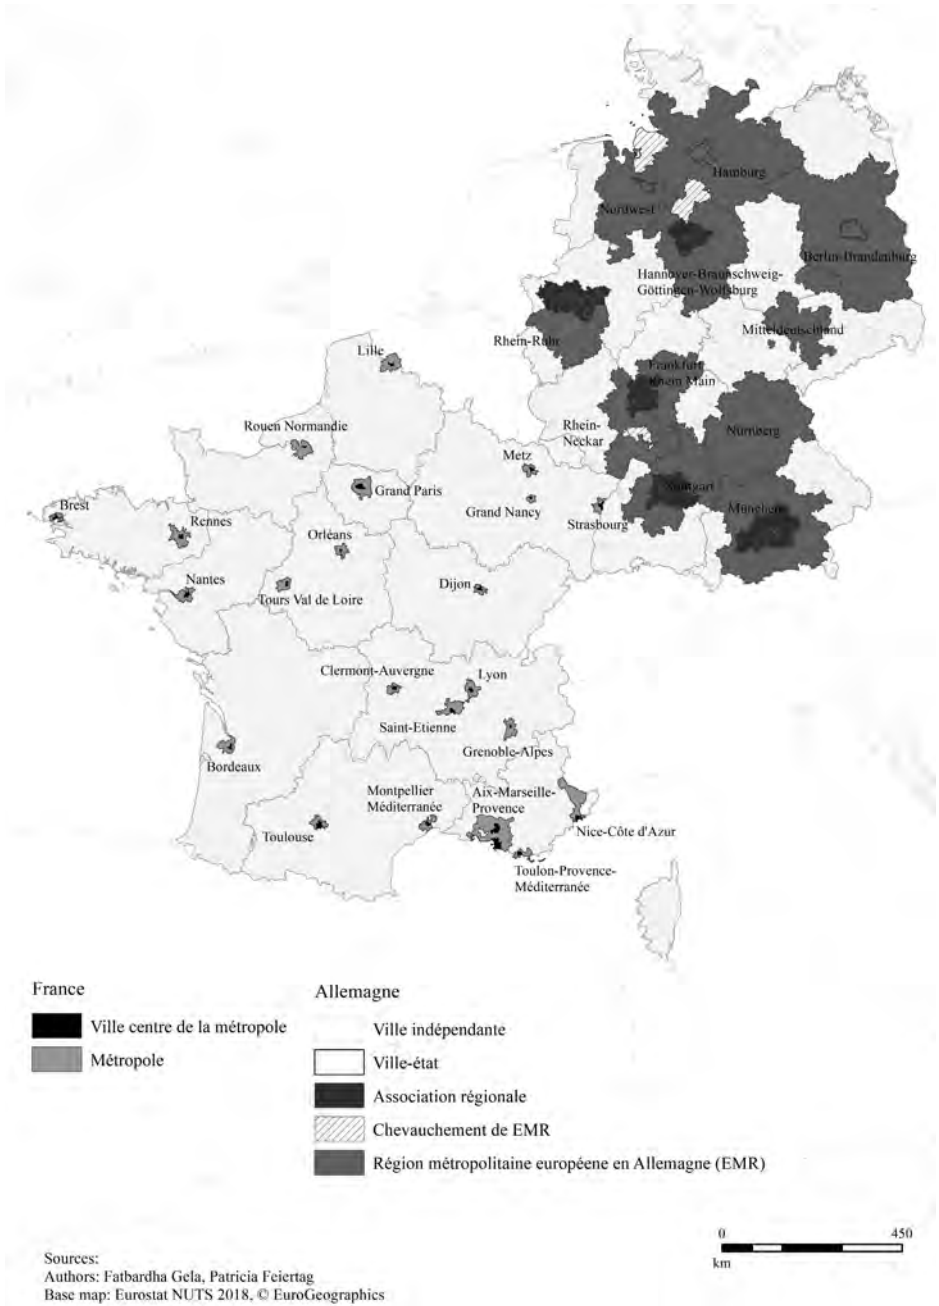 Hamburg
Nordwest
Berlin-Brandenburg
Hannover-Braunschweig-
Göttingen-Wolfsburg
Rhein-Ruhr
Mitteldeutschland
Lille
Frankfurt
Rhein Main
Rouen Normandie
Rhein-
Neckar
Nürnberg
Metz
Grand Paris
Stuttgart
Brest
Grand Nancy
Strasbourg
München
Rennes
Orléans
Nantes
Tours Val de Loire
Dijon
Clermont-Auvergne
Lyon
Saint-Etienne
Grenoble-Alpes
Bordeaux
Montpellier
Méditerranée
Aix-Marseille-
Provence
Toulouse
Nice-Côte d'Azur
Toulon-Provence-
Méditerranée
France
Ville centre de la métropole
Métropole
Allemagne
Ville indépendante
Ville-état
Association régionale
Chevauchement de EMR
Région métropolitaine européene en Allemagne (EMR)
0 450
km
Sources:
Authors: Fatbardha Gela, Patricia Feiertag
Base map: Eurostat NUTS 2018, © EuroGeographics